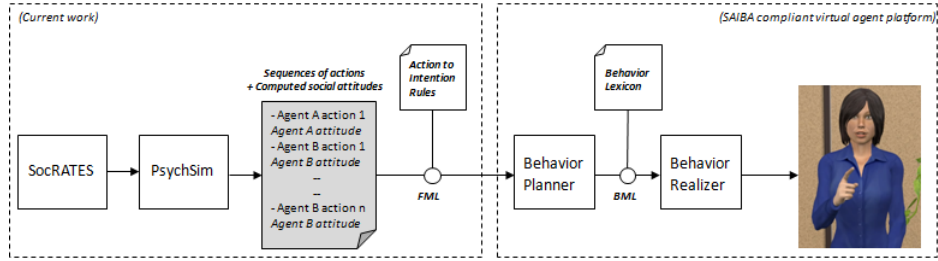 (Current work)
(SAIBA compliant virtual agent platform)
Sequences of actions
+ Computed social attitudes
Action to
Intention
Rules
Behavior
Lexicon
- Agent A action 1
Agent A attitude
- Agent B action 1
Agent B attitude
--
--
- Agent B action n
Agent B attitude
SocRATES
PsychSim
FML
Behavior
Planner
BML
Behavior
Realizer